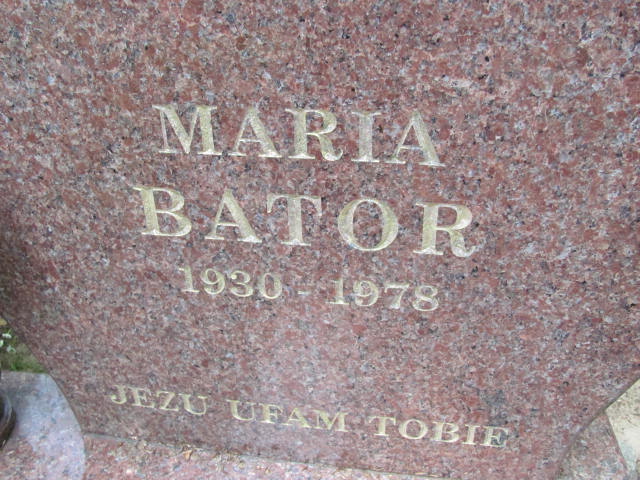 MARIA
BATOR
1930 - 1978
JEZU UFAM TOBIE